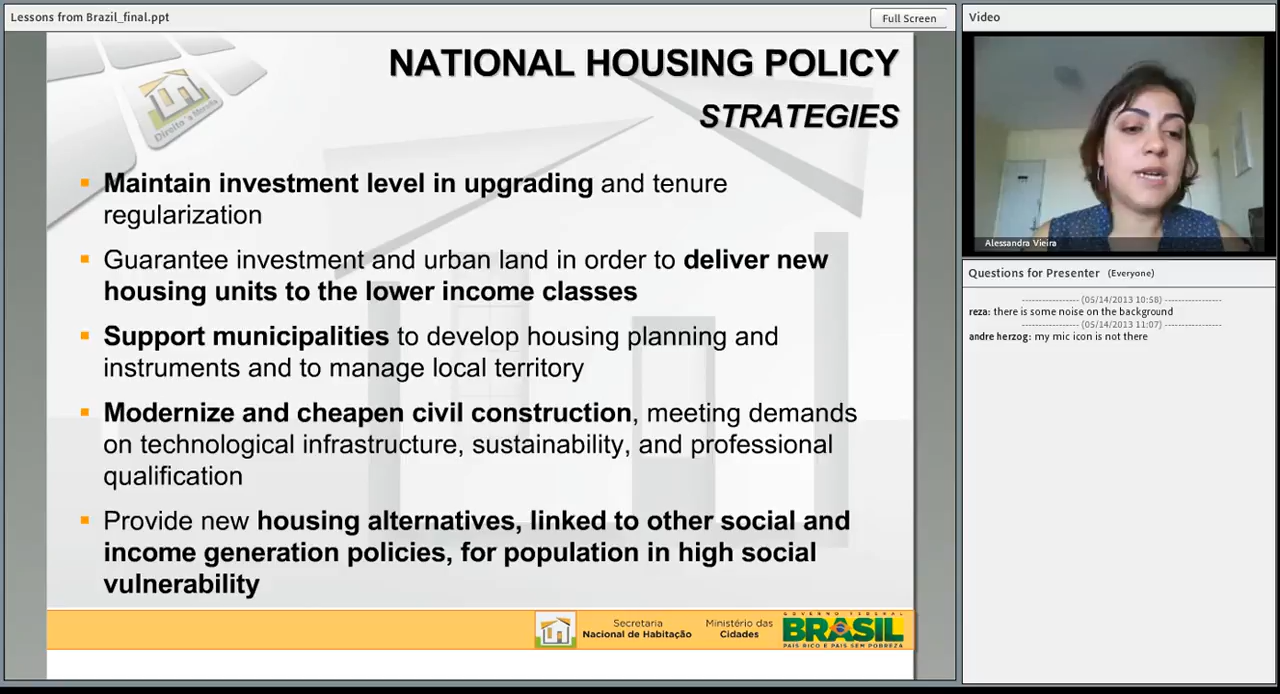 Lessons from Brazil_final.ppt
Full Screen
NATIONAL HOUSING POLICY
STRATEGIES
Direito à Moradia
▪ Maintain investment level in upgrading and tenure
regularization
▪ Guarantee investment and urban land in order to deliver new
housing units to the lower income classes
▪ Support municipalities to develop housing planning and
instruments and to manage local territory
▪ Modernize and cheapen civil construction, meeting demands
on technological infrastructure, sustainability, and professional
qualification
▪ Provide new housing alternatives, linked to other social and
income generation policies, for population in high social
vulnerability
Secretaria
Nacional de Habitação
Ministério das
Cidades
GOVERNO FEDERAL
BRASIL
PAÍS RICO É PAÍS SEM POBREZA
Video
Alessandra Vieira
Questions for Presenter (Everyone)
----------------- (05/14/2013 10:58) -----------------
reza: there is some noise on the background
----------------- (05/14/2013 11:07) -----------------
andre herzog: my mic icon is not there